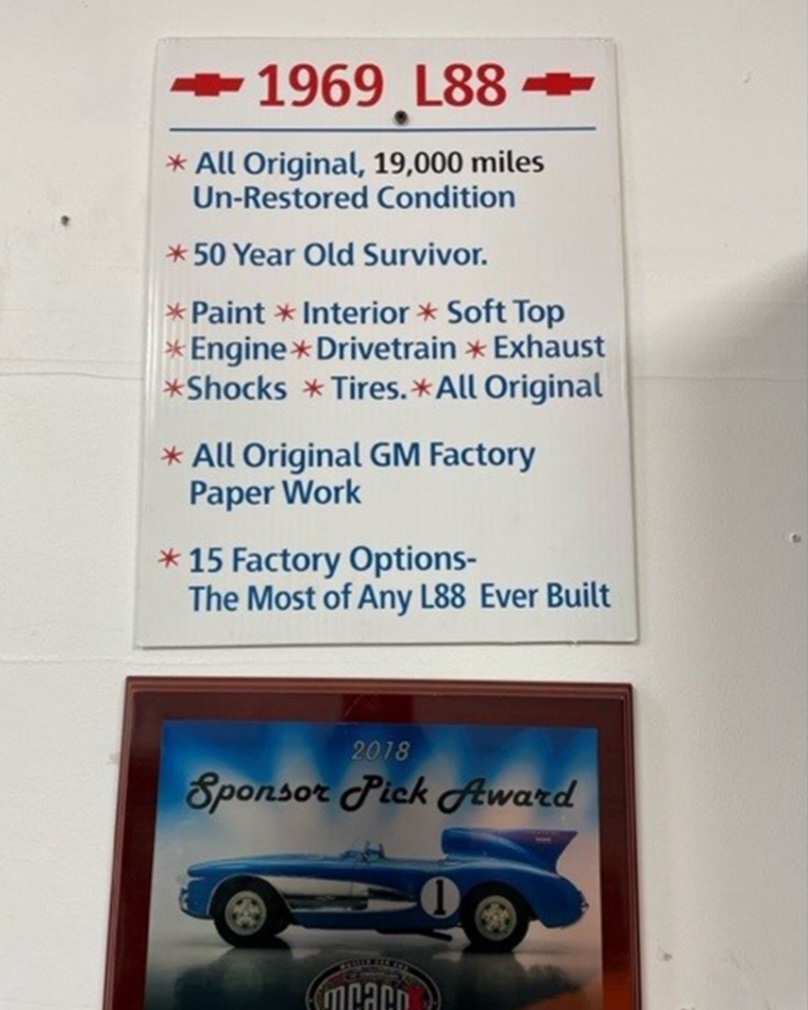 1969 L88
* All Original, 19,000 miles
Un-Restored Condition
* 50 Year Old Survivor.
* Paint * Interior * Soft Top
* Engine * Drivetrain * Exhaust
* Shocks * Tires. * All Original
* All Original GM Factory
Paper Work
* 15 Factory Options-
The Most of Any L88 Ever Built
2018
Sponsor Pick Award
1